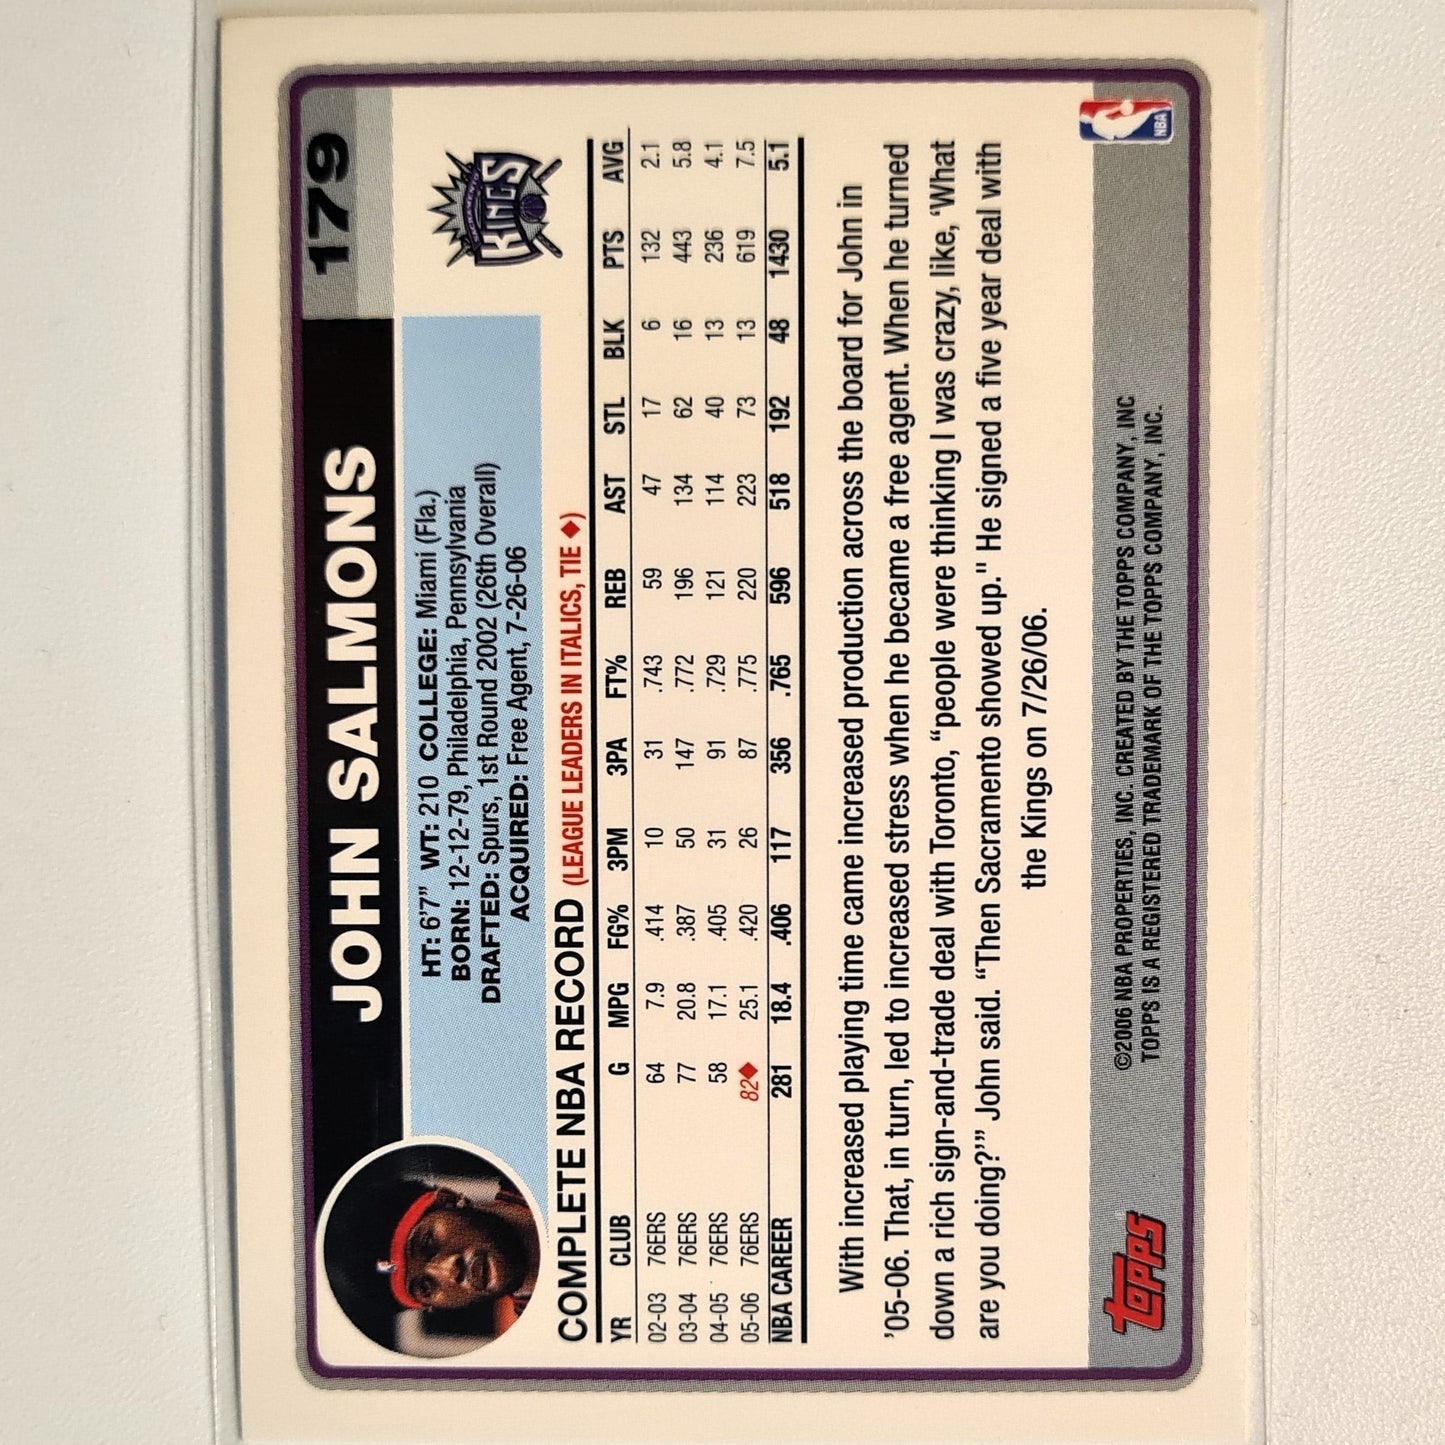 179
JOHN SALMONS
KINGS
HT: 6'7" WT: 210 COLLEGE: Miami (Fla.)
BORN: 12-12-79, Philadelphia, Pennsylvania
DRAFTED: Spurs, 1st Round 2002 (26th Overall)
ACQUIRED: Free Agent, 7-26-06
COMPLETE NBA RECORD (LEAGUE LEADERS IN ITALICS, TIE ◆)
YR CLUB G MPG FG% 3PM 3PA FT% REB AST STL BLK PTS AVG
02-03 76ERS 64 7.9 .414 10 31 .743 59 47 17 6 132 2.1
03-04 76ERS 77 20.8 .387 50 147 .772 196 134 62 16 443 5.8
04-05 76ERS 58 17.1 .405 31 91 .729 121 114 40 13 236 4.1
05-06 76ERS 82◆ 25.1 .420 26 87 .775 220 223 73 13 619 7.5
NBA CAREER 281 18.4 .406 117 356 .765 596 518 192 48 1430 5.1
With increased playing time came increased production across the board for John in
'05-06. That, in turn, led to increased stress when he became a free agent. When he turned
down a rich sign-and-trade deal with Toronto, “people were thinking I was crazy, like, ‘What
are you doing?’” John said. “Then Sacramento showed up." He signed a five year deal with
the Kings on 7/26/06.
©2006 NBA PROPERTIES, INC. CREATED BY THE TOPPS COMPANY, INC
TOPPS IS A REGISTERED TRADEMARK OF THE TOPPS COMPANY, INC.
topps
NBA